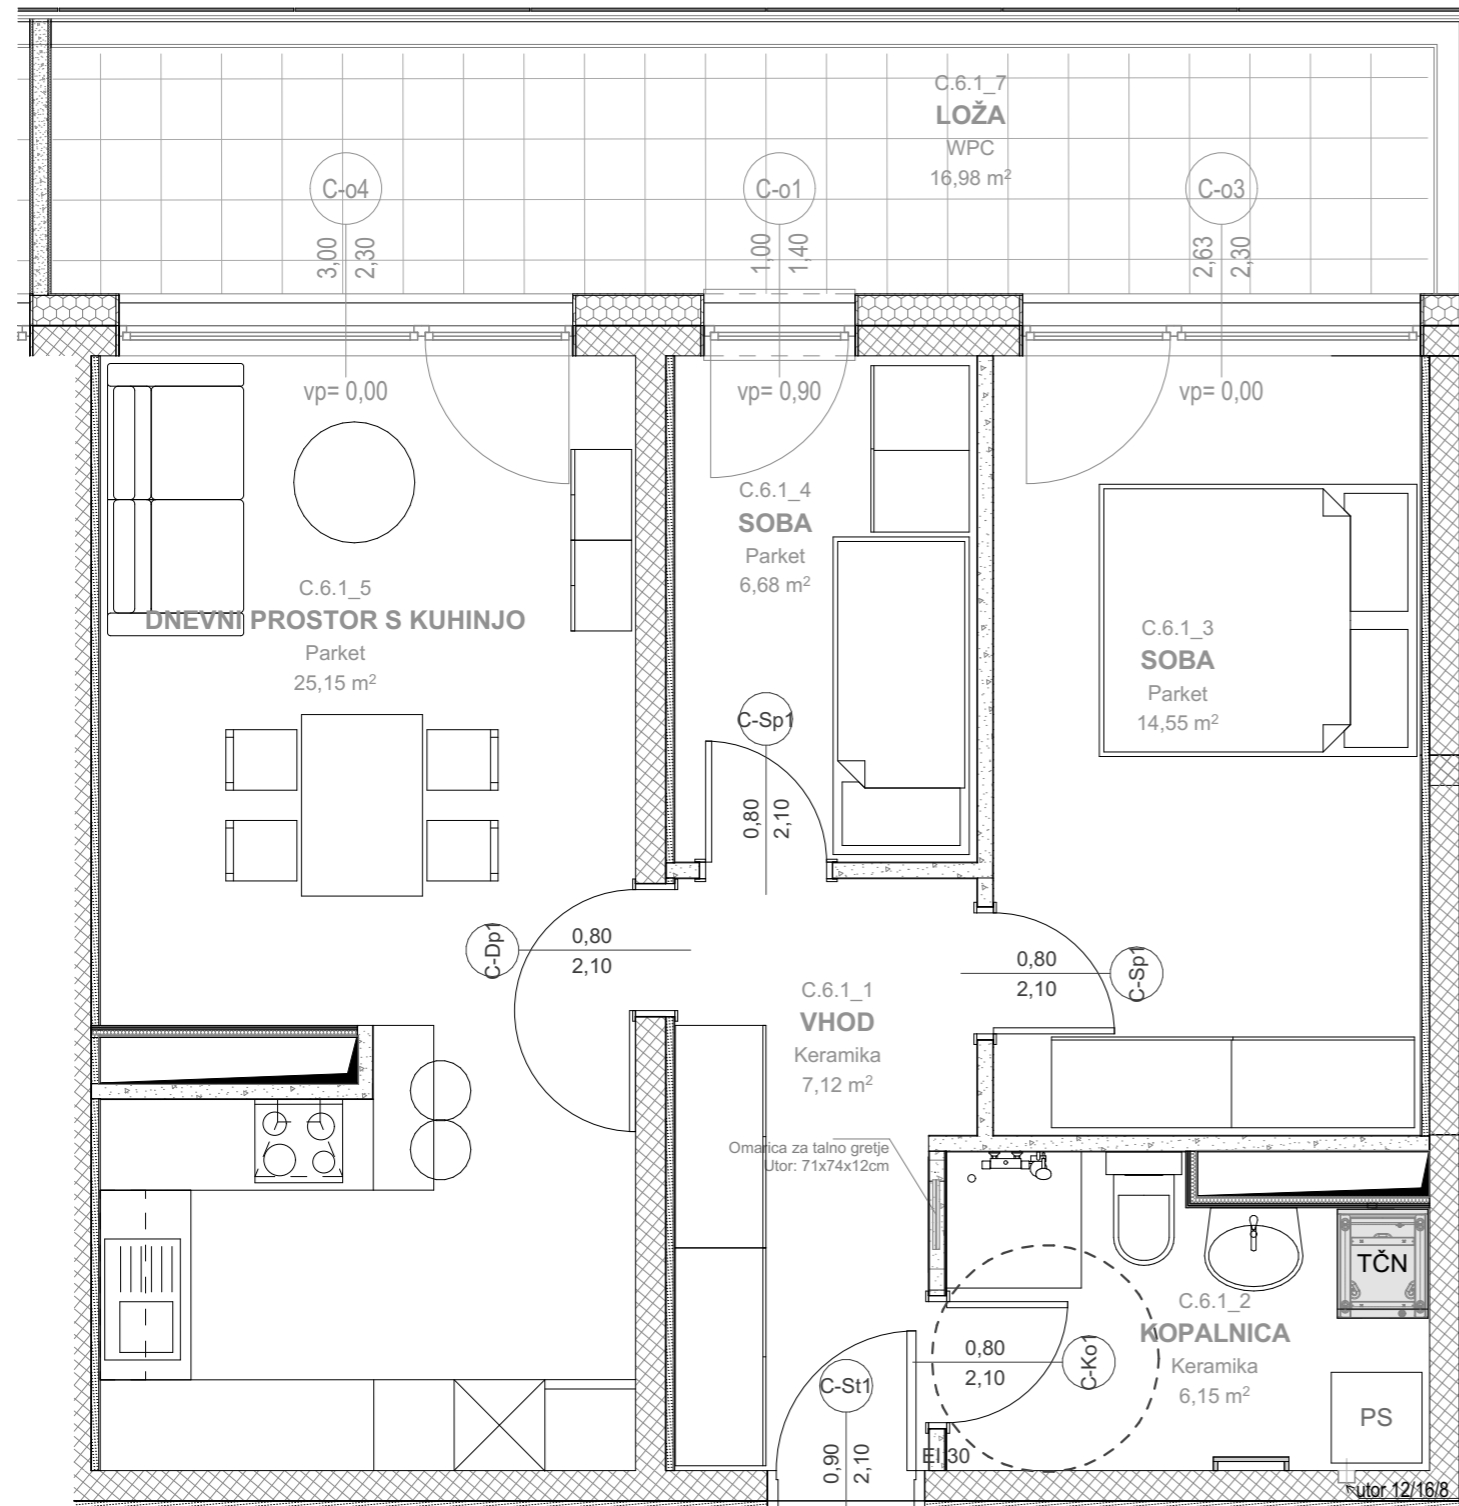 C.6.1_7
LOŽA
WPC
16,98 m²
C-o4
3,00
2,30
C-o1
1,00
1,40
C-o3
2,63
2,30
vp= 0,00
vp= 0,90
vp= 0,00
C.6.1_4
SOBA
Parket
6,68 m²
C.6.1_5
DNEVNI PROSTOR S KUHINJO
Parket
25,15 m²
C.6.1_3
SOBA
Parket
14,55 m²
C-Sp1
0,80
2,10
C-Dp1
0,80
2,10
0,80
2,10
C-Sp1
C.6.1_1
VHOD
Keramika
7,12 m²
Omarica za talno gretje
Utor: 71x74x12cm
TČN
C.6.1_2
KOPALNICA
Keramika
6,15 m²
0,80
2,10
C-Ko1
C-St1
0,90
2,10
EI 30
PS
utor 12/16/8